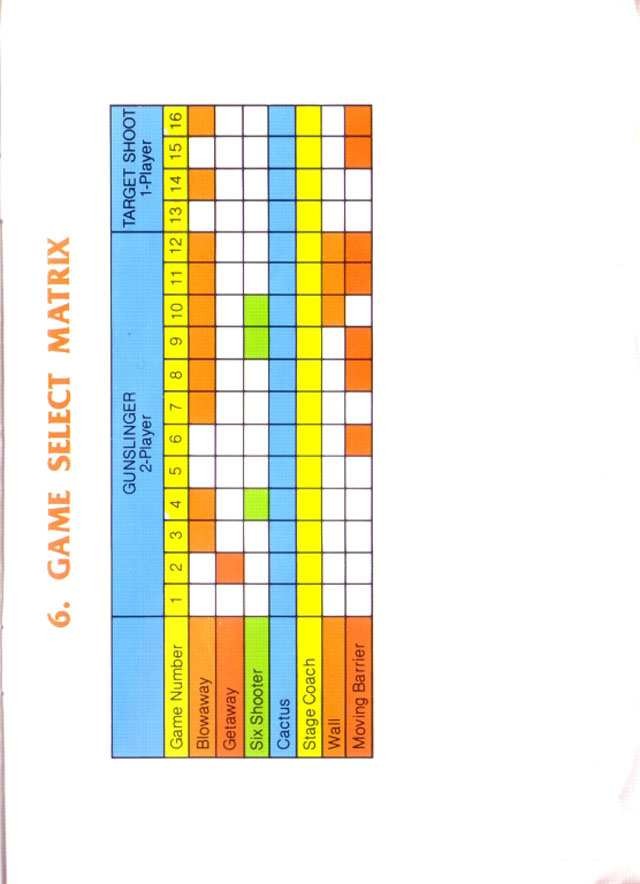 6. GAME SELECT MATRIX
GUNSLINGER
2-Player
TARGET SHOOT
1-Player
Game Number 1 2 3 4 5 6 7 8 9 10 11 12 13 14 15 16
Blowaway
Getaway
Six Shooter
Cactus
Stage Coach
Wall
Moving Barrier